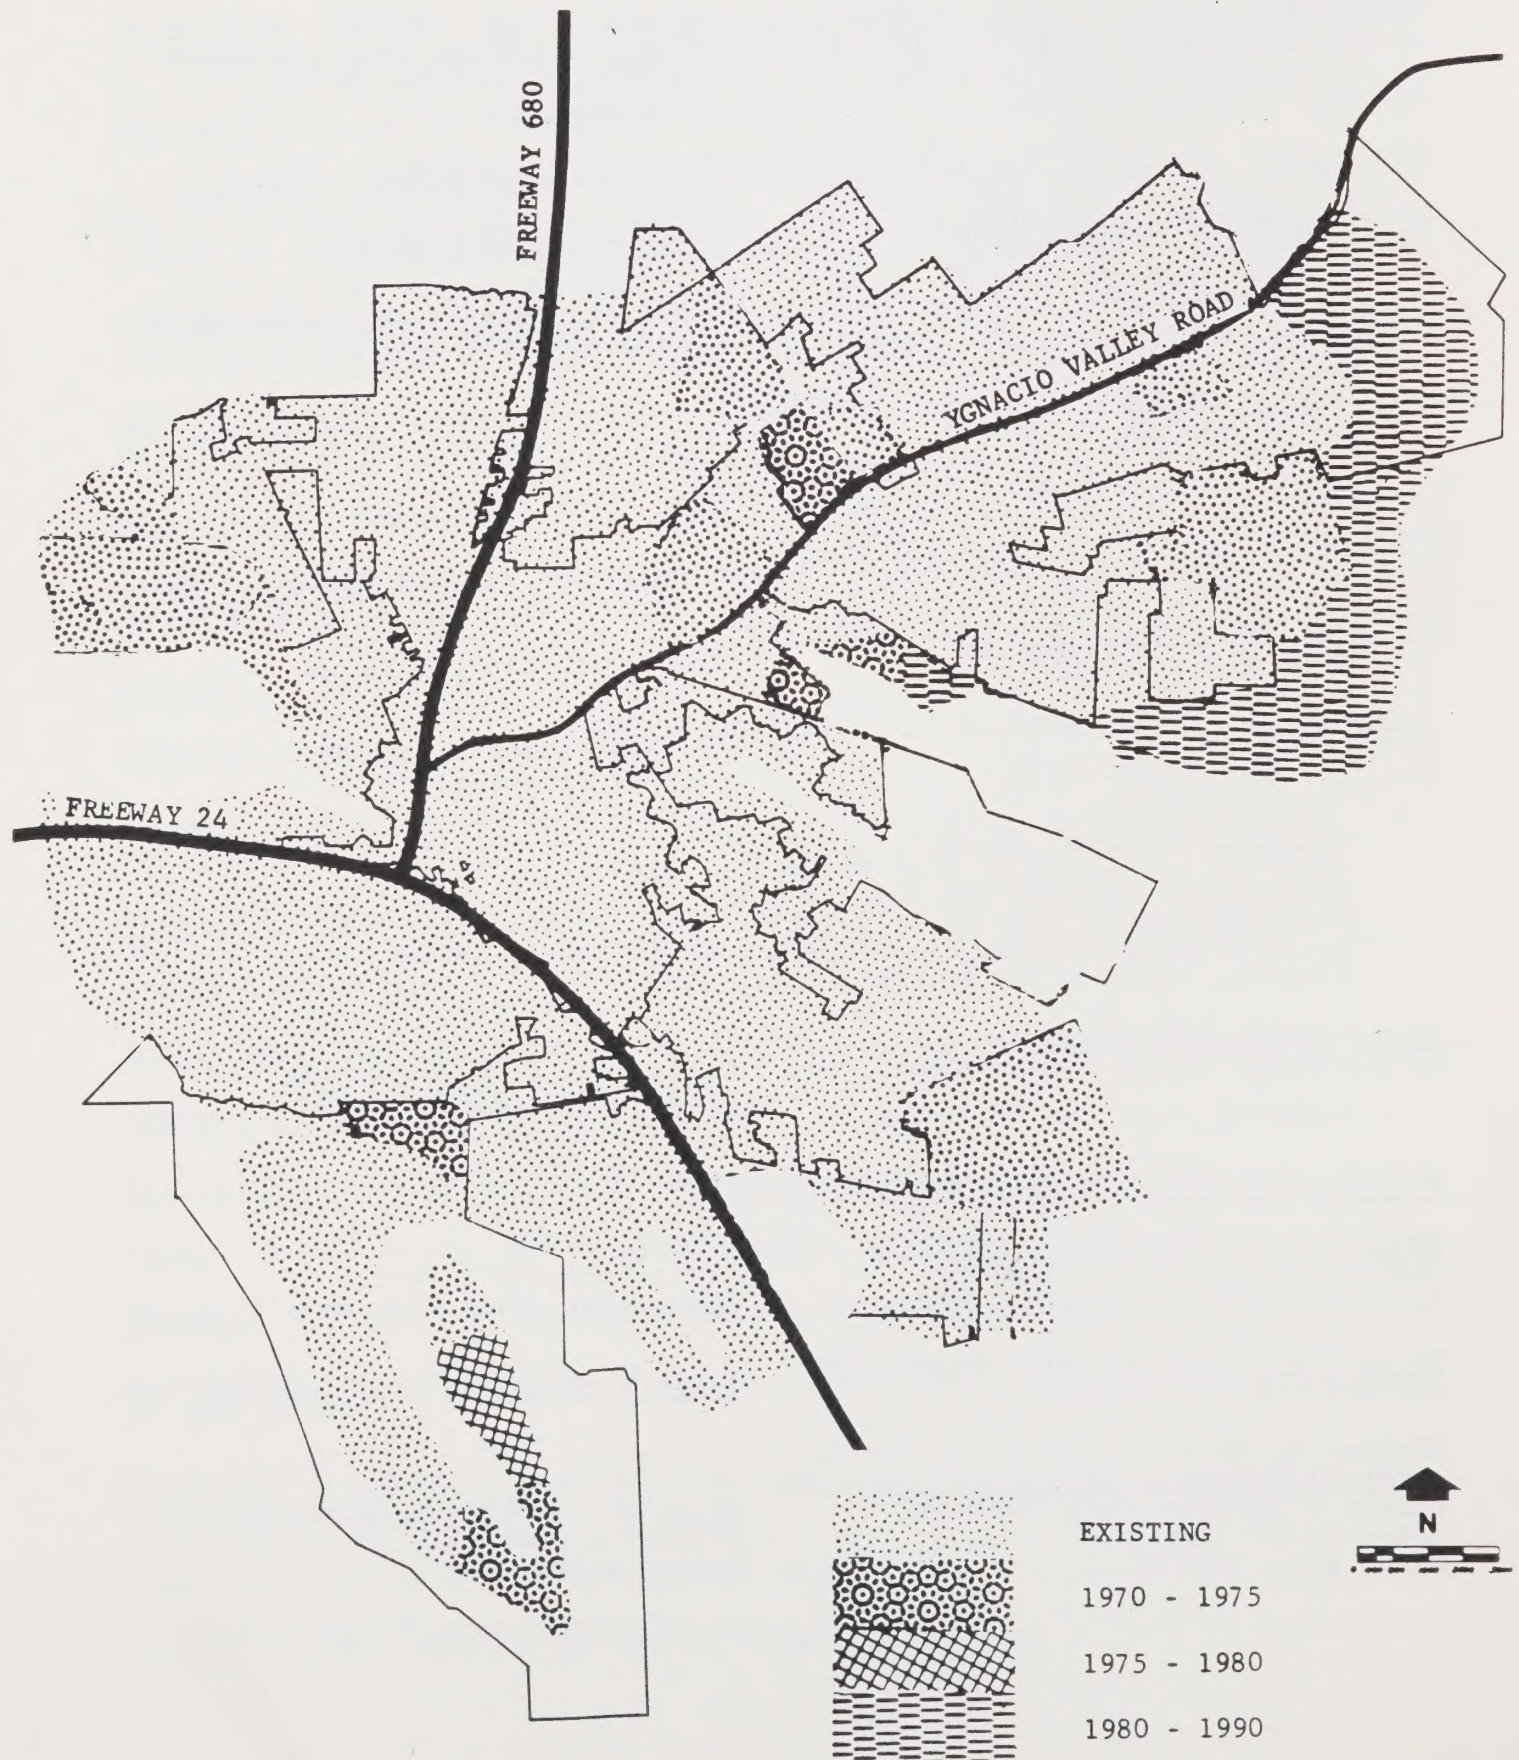 FREEWAY 680
YGNACIO VALLEY ROAD
FREEWAY 24
EXISTING
N
1970 - 1975
1975 - 1980
1980 - 1990